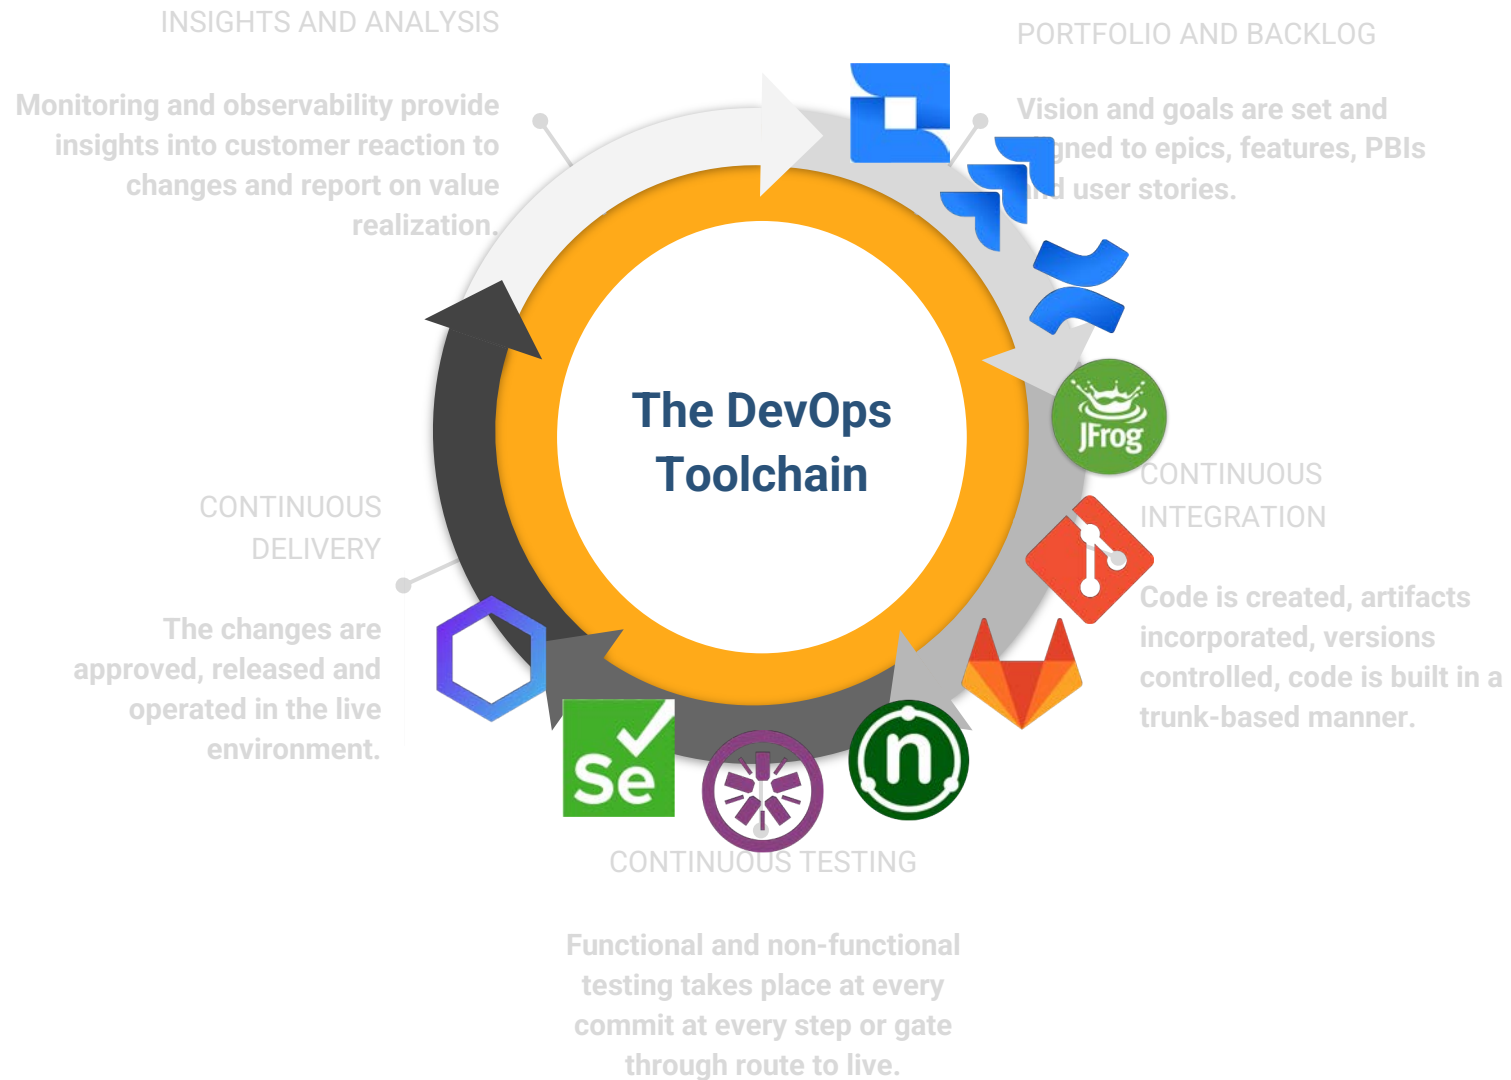 INSIGHTS AND ANALYSIS
Monitoring and observability provide
insights into customer reaction to
changes and report on value
realization.
PORTFOLIO AND BACKLOG
Vision and goals are set and
to epics, features, PBIs
user stories.
The DevOps
Toolchain
JFrog
CONTINUOUS
INTEGRATION
Code is created, artifacts
incorporated, versions
controlled, code is built in a
trunk-based manner.
CONTINUOUS
DELIVERY
The changes are
approved, released and
operated in the live
environment.
Se
n
CONTINUOUS TESTING
Functional and non-functional
testing takes place at every
commit at every step or gate
through route to live.